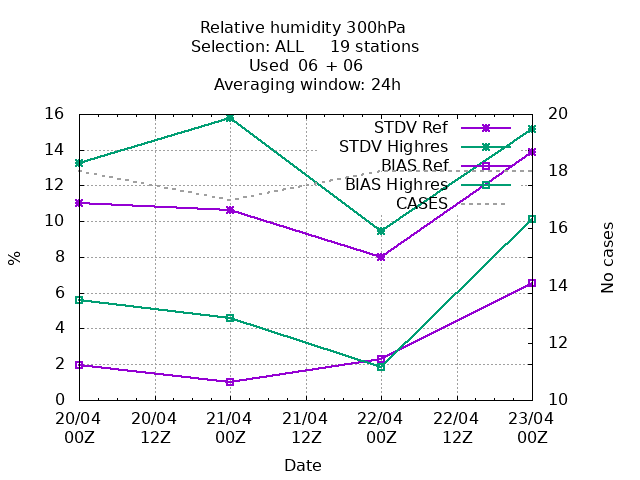 Relative humidity 300hPa
Selection: ALL 19 stations
Used 06 + 06
Averaging window: 24h
16 20
STDV Ref
14
STDV Highres
18
BIAS Ref
12
BIAS Highres
CASES
10
16
%
8
No cases
6
14
4
12
2
0 10
20/04 20/04 21/04 21/04 22/04 22/04 23/04
00Z 12Z 00Z 12Z 00Z 12Z 00Z
Date